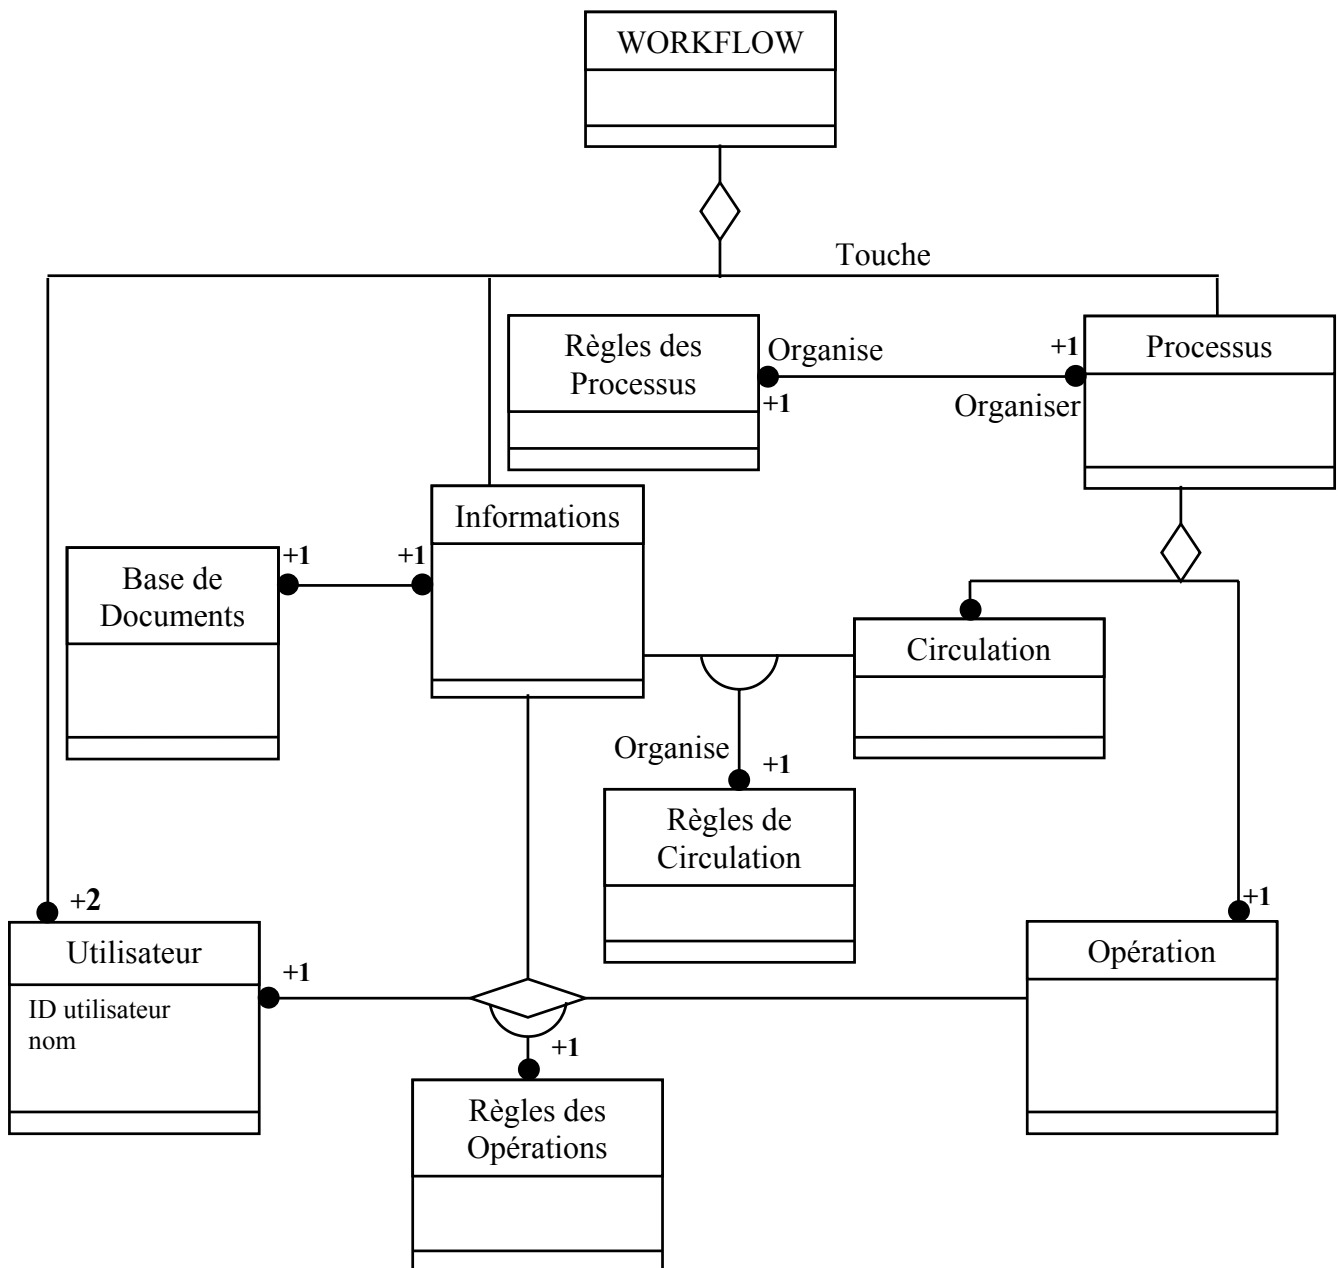 WORKFLOW
Touche
Règles des
Processus
Organise
+1
+1
Organiser
Processus
Informations
Base de
Documents
+1
+1
Circulation
Organise
+1
Règles de
Circulation
+2
+1
Utilisateur
ID utilisateur
nom
+1
Opération
+1
Règles des
Opérations